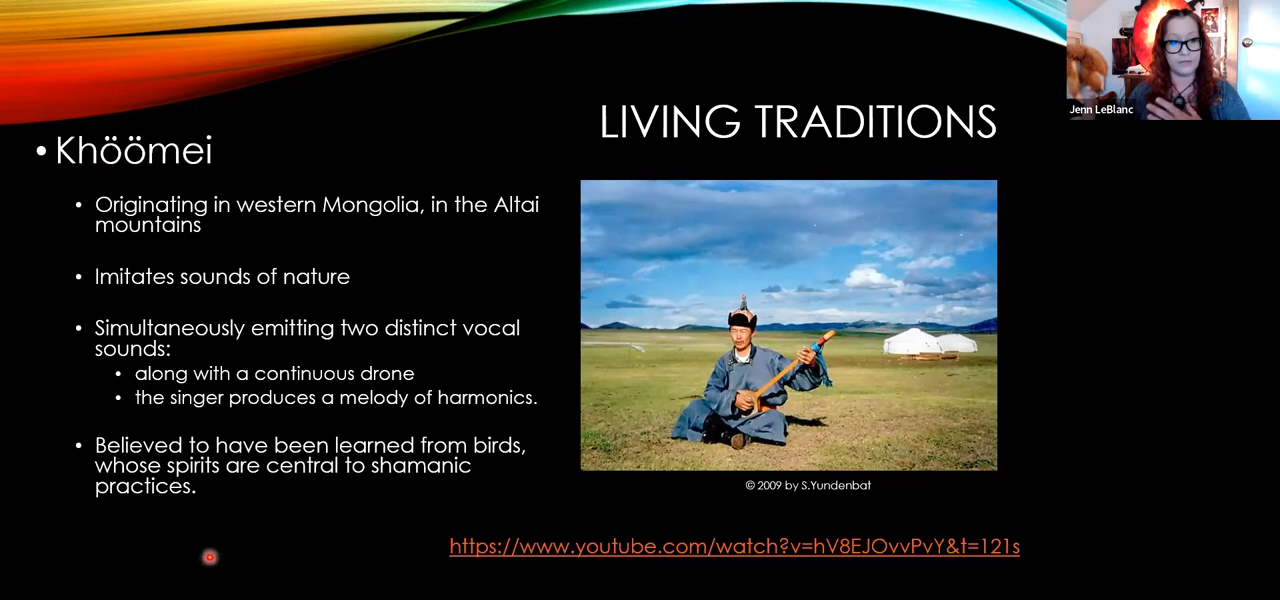 Jenn LeBlanc
LIVING TRADITIONS
• Khöömei
• Originating in western Mongolia, in the Altai
mountains
• Imitates sounds of nature
• Simultaneously emitting two distinct vocal
sounds:
• along with a continuous drone
• the singer produces a melody of harmonics.
• Believed to have been learned from birds,
whose spirits are central to shamanic
practices.
© 2009 by S.Yundenbat
https://www.youtube.com/watch?v=hV8EJOvvPvY&t=121s